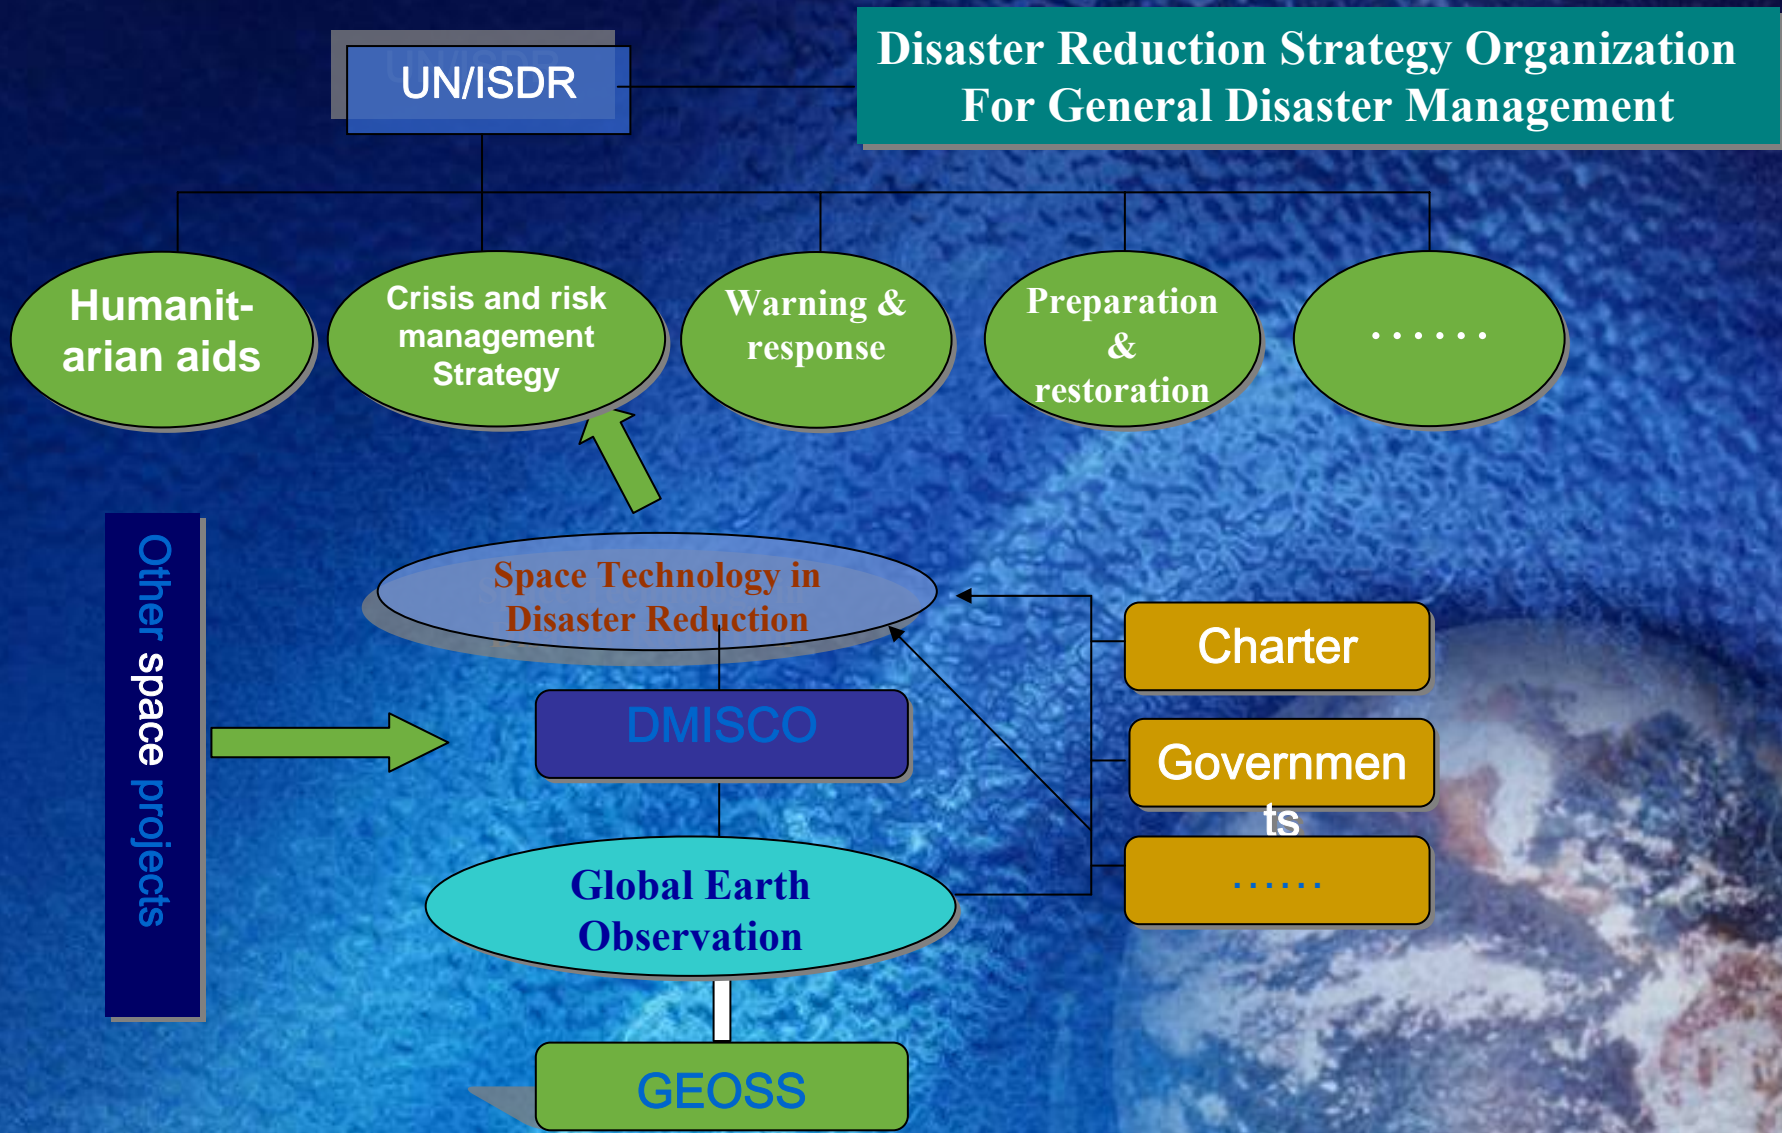 UN/ISDR
Disaster Reduction Strategy Organization
For General Disaster Management
Humanit-
arian aids
Crisis and risk
management
Strategy
Warning &
response
Preparation
&
restoration
......
Other space projects
Space Technology in
Disaster Reduction
DMISCO
Global Earth
Observation
GEOSS
Charter
Governmen
ts
......